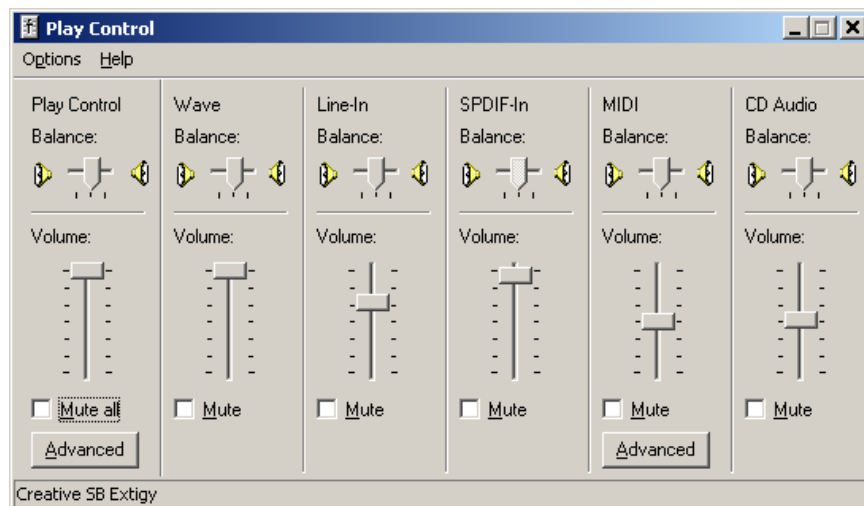 Play Control
Options Help
Play Control
Balance:
Volume:
Mute all
Advanced
Wave
Balance:
Volume:
Mute
Line-In
Balance:
Volume:
Mute
SPDIF-In
Balance:
Volume:
Mute
MIDI
Balance:
Volume:
Mute
Advanced
CD Audio
Balance:
Volume:
Mute
Creative SB Extigy